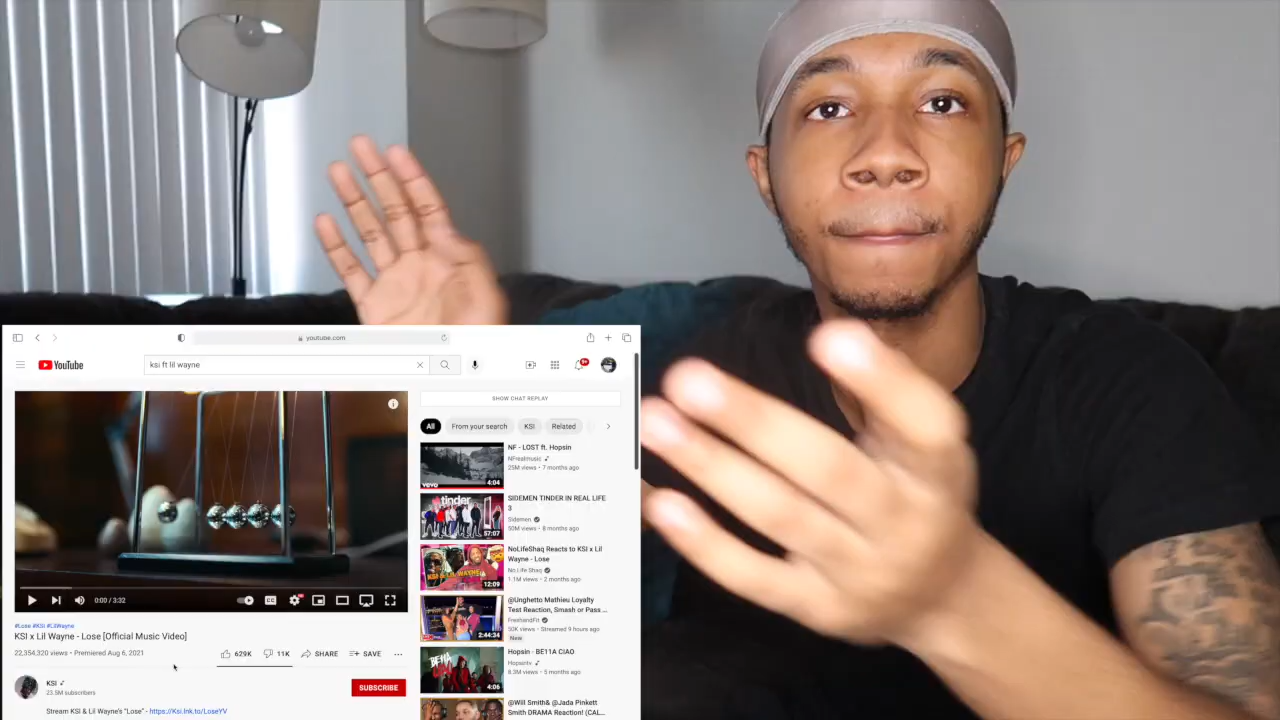 youtube.com
YouTube
ksi ft lil wayne
9+
SHOW CHAT REPLAY
All
From your search
KSI
Related
NF - LOST ft. Hopsin
NFrealmusic
25M views • 7 months ago
vevo
4:04
tinder
SIDEMEN TINDER IN REAL LIFE
3
Sidemen
50M views • 8 months ago
57:07
KSI & LIL WAYNE
NoLifeShaq Reacts to KSI x Lil
Wayne - Lose
No Life Shaq
1.1M views • 2 months ago
12:09
@Unghetto Mathieu Loyalty
Test Reaction, Smash or Pass ...
50K views • Streamed 9 hours ago
New
2:44:34
Hopsin - BE11A CIAO
Hopsintv
8.3M views • 5 months ago
4:06
@Will Smith& @Jada Pinkett
Smith DRAMA Reaction! (CAL...
0:00 / 3:32
CC
#Lose #KSI #LilWayne
KSI x Lil Wayne - Lose [Official Music Video]
22,354,320 views • Premiered Aug 6, 2021
629K
11K
SHARE
SAVE
KSI
23.5M subscribers
SUBSCRIBE
Stream KSI & Lil Wayne's "Lose" - https://Ksi.lnk.to/LoseYV